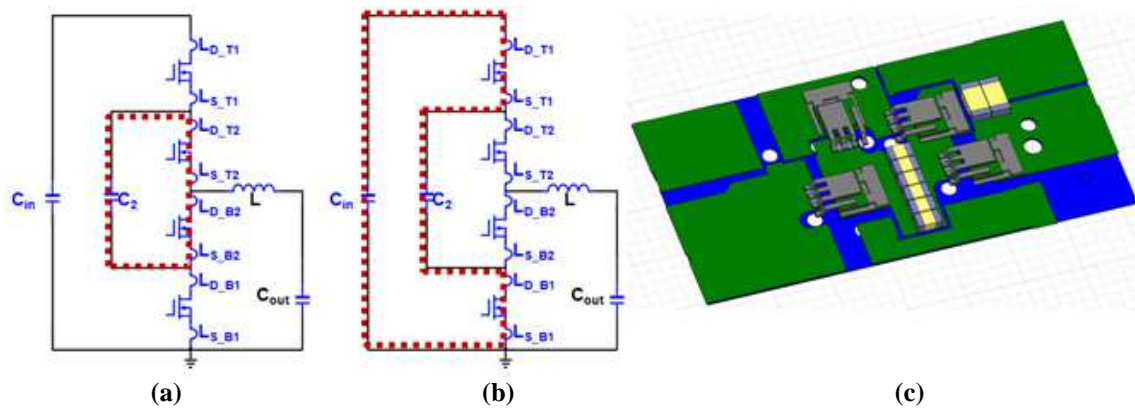 L_D_T1
L_S_T1
L_D_T2
L_S_T2
C_in
C_2
L
L_D_B2
L_S_B2
L_D_B1
C_out
L_S_B1
(a)
L_D_T1
L_S_T1
L_D_T2
L_S_T2
C_in
C_2
L
L_D_B2
L_S_B2
L_D_B1
C_out
L_S_B1
(b)
(c)